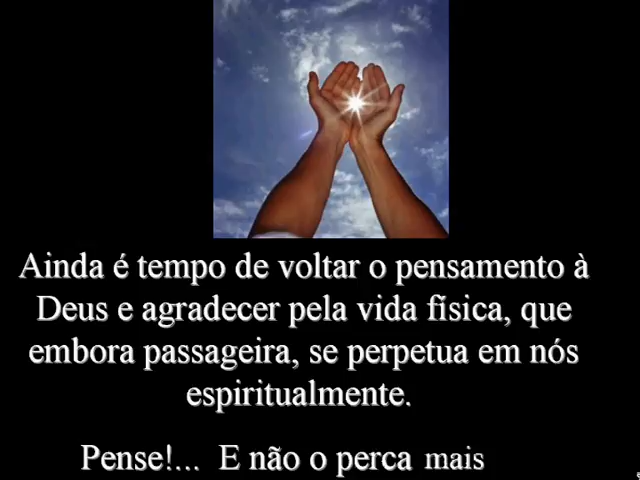 Ainda é tempo de voltar o pensamento à
Deus e agradecer pela vida física, que
embora passageira, se perpetua em nós
espiritualmente.
Pense!... E não o perca mais